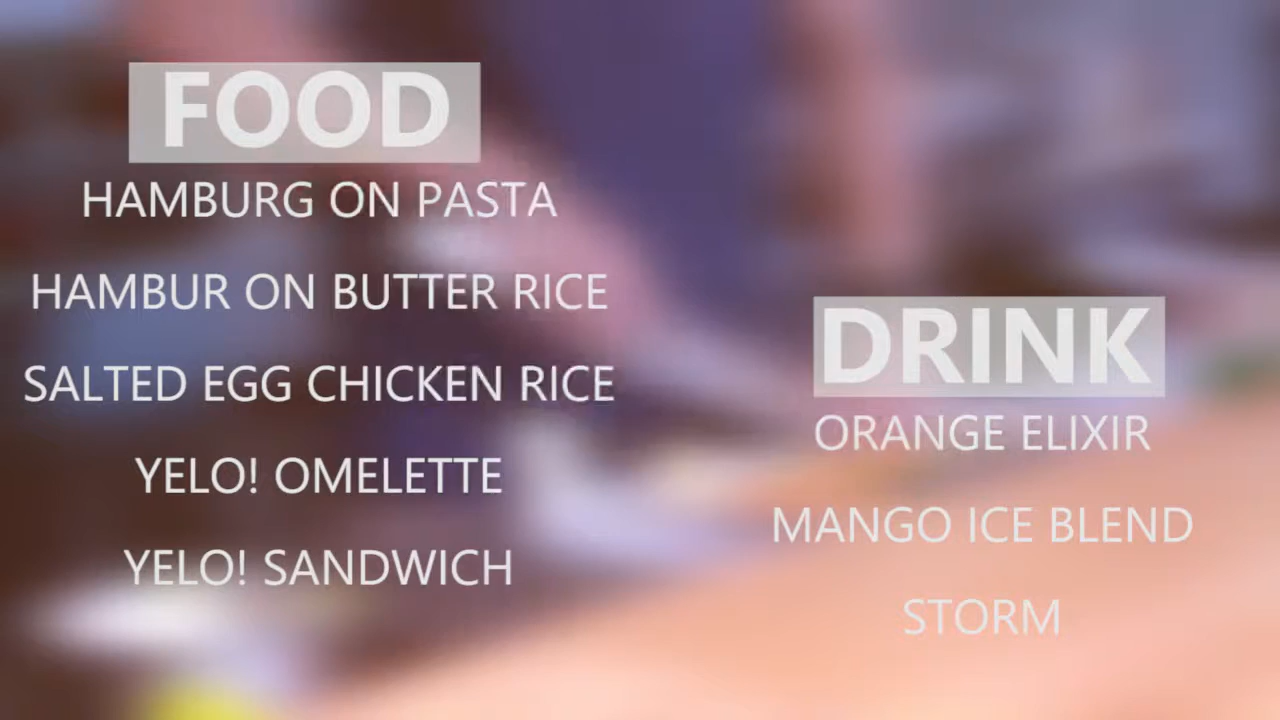 FOOD
HAMBURG ON PASTA
HAMBUR ON BUTTER RICE
SALTED EGG CHICKEN RICE
YELO! OMELETTE
YELO! SANDWICH
DRINK
ORANGE ELIXIR
MANGO ICE BLEND
STORM